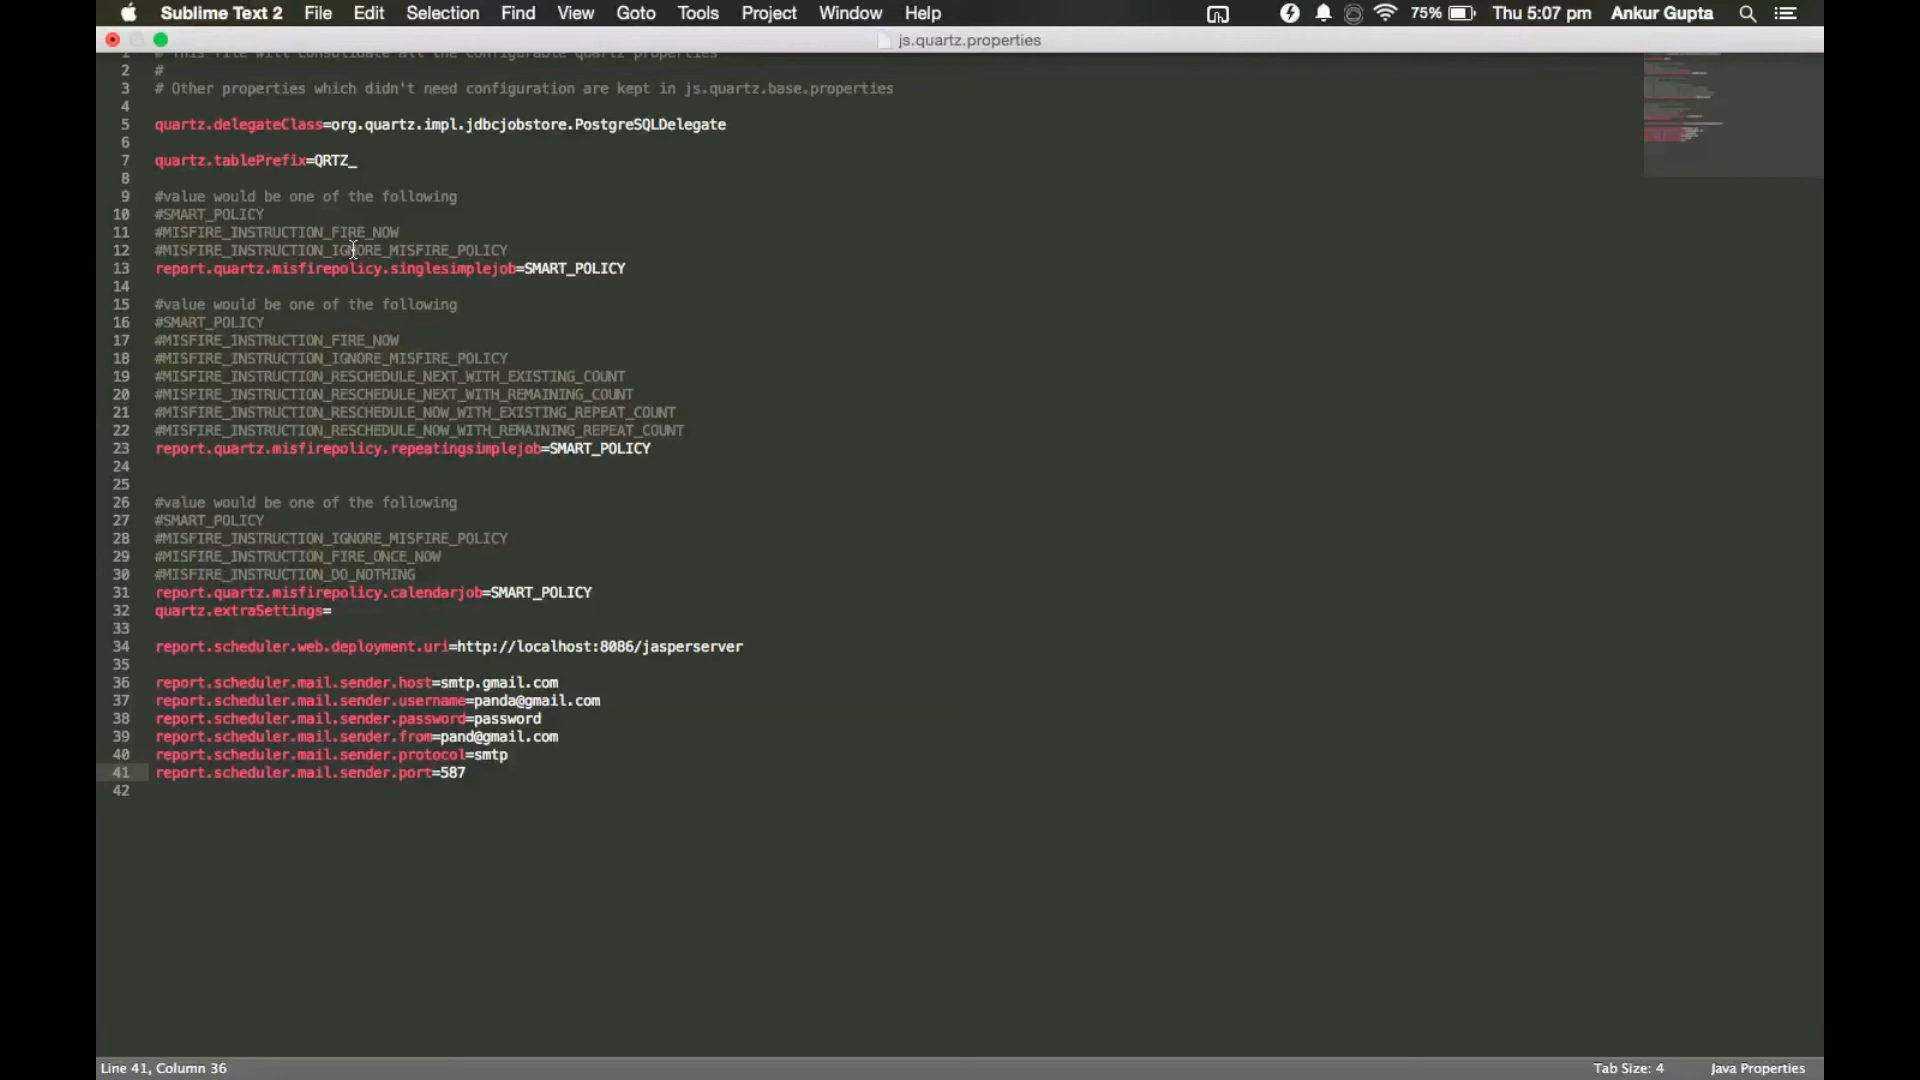 Sublime Text 2 File Edit Selection Find View Goto Tools Project Window Help 75% Thu 5:07 pm Ankur Gupta
js.quartz.properties
1 # This file will consolidate all the configurable quartz properties
2 #
3 # Other properties which didn't need configuration are kept in js.quartz.base.properties
4
5 quartz.delegateClass=org.quartz.impl.jdbcjobstore.PostgreSQLDelegate
6
7 quartz.tablePrefix=QRTZ_
8
9 #value would be one of the following
10 #SMART_POLICY
11 #MISFIRE_INSTRUCTION_FIRE_NOW
12 #MISFIRE_INSTRUCTION_IGNORE_MISFIRE_POLICY
13 report.quartz.misfirepolicy.singlesimplejob=SMART_POLICY
14
15 #value would be one of the following
16 #SMART_POLICY
17 #MISFIRE_INSTRUCTION_FIRE_NOW
18 #MISFIRE_INSTRUCTION_IGNORE_MISFIRE_POLICY
19 #MISFIRE_INSTRUCTION_RESCHEDULE_NEXT_WITH_EXISTING_COUNT
20 #MISFIRE_INSTRUCTION_RESCHEDULE_NEXT_WITH_REMAINING_COUNT
21 #MISFIRE_INSTRUCTION_RESCHEDULE_NOW_WITH_EXISTING_REPEAT_COUNT
22 #MISFIRE_INSTRUCTION_RESCHEDULE_NOW_WITH_REMAINING_REPEAT_COUNT
23 report.quartz.misfirepolicy.repeatingsimplejob=SMART_POLICY
24
25
26 #value would be one of the following
27 #SMART_POLICY
28 #MISFIRE_INSTRUCTION_IGNORE_MISFIRE_POLICY
29 #MISFIRE_INSTRUCTION_FIRE_ONCE_NOW
30 #MISFIRE_INSTRUCTION_DO_NOTHING
31 report.quartz.misfirepolicy.calendarjob=SMART_POLICY
32 quartz.extraSettings=
33
34 report.scheduler.web.deployment.uri=http://localhost:8086/jasperserver
35
36 report.scheduler.mail.sender.host=smtp.gmail.com
37 report.scheduler.mail.sender.username=panda@gmail.com
38 report.scheduler.mail.sender.password=password
39 report.scheduler.mail.sender.from=pand@gmail.com
40 report.scheduler.mail.sender.protocol=smtp
41 report.scheduler.mail.sender.port=587
42
Line 41, Column 36 Tab Size: 4 Java Properties